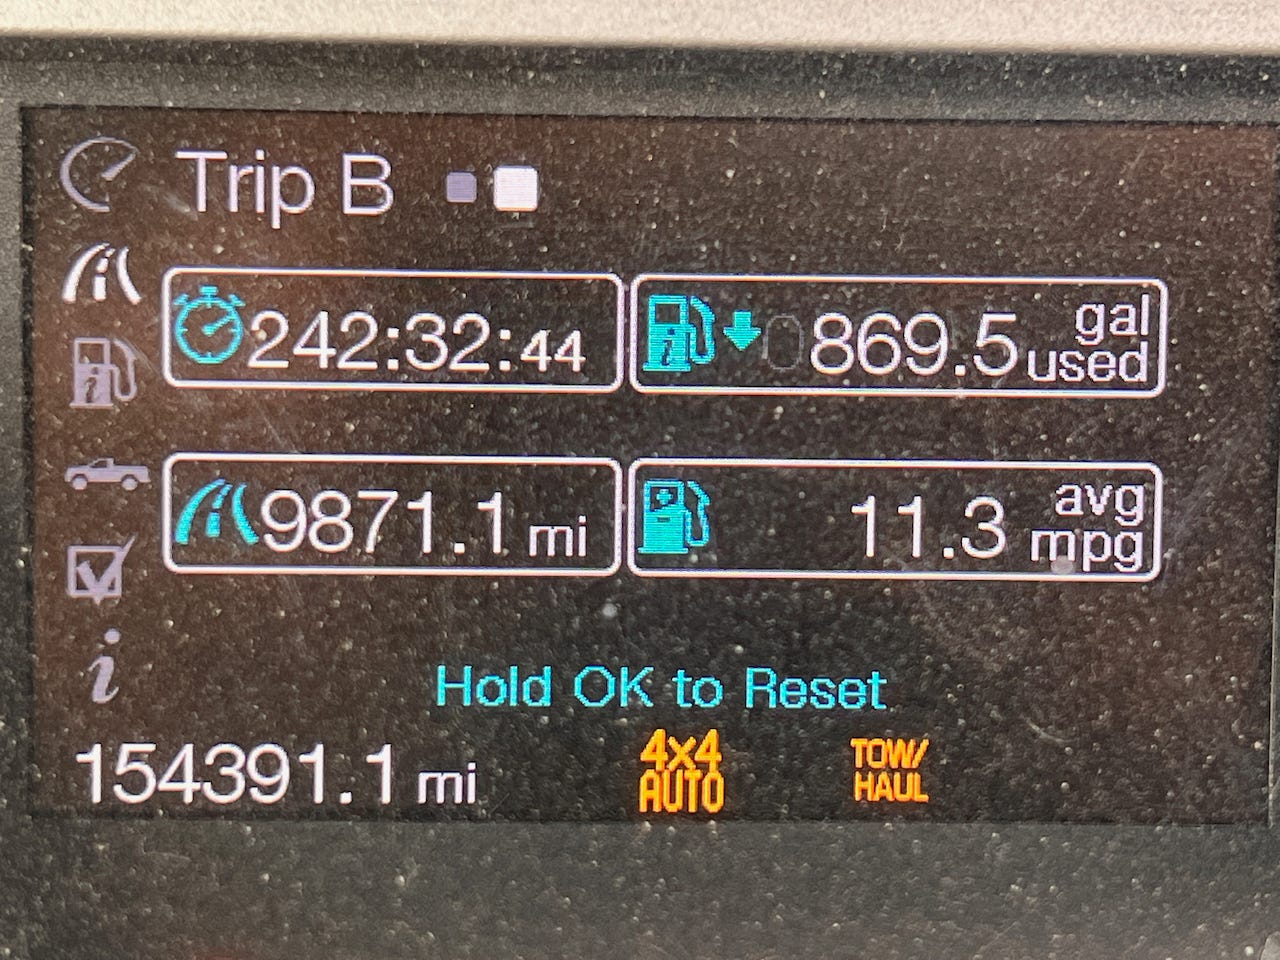 Trip B
242:32:44
0869.5 gal used
9871.1 mi
11.3 avg mpg
Hold OK to Reset
154391.1 mi
4x4 AUTO
TOW/ HAUL